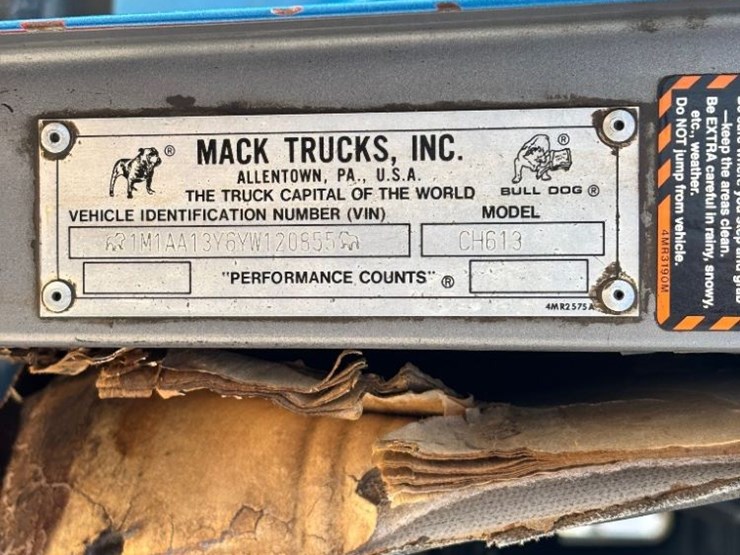 MACK TRUCKS, INC.
ALLENTOWN, PA., U.S.A.
THE TRUCK CAPITAL OF THE WORLD
BULL DOG ®
VEHICLE IDENTIFICATION NUMBER (VIN)
MODEL
1M1AA13Y6YW120855
CH613
"PERFORMANCE COUNTS" ®
4MR2575A
—keep the areas clean.
Be EXTRA careful in rainy, snowy,
etc., weather.
Do NOT jump from vehicle.
4MR3190M